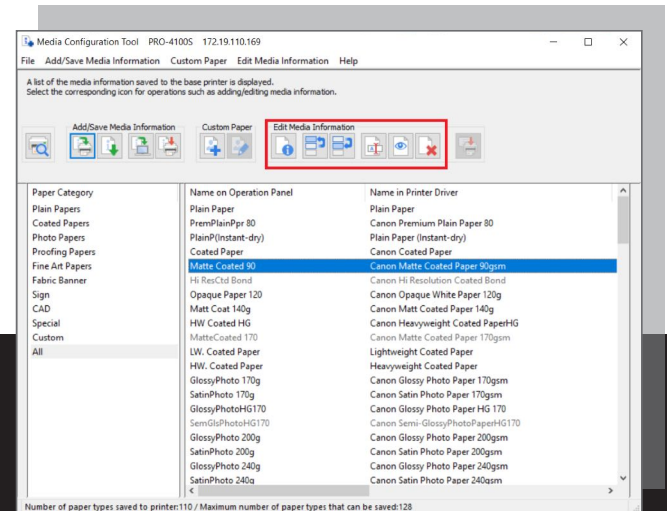 Media Configuration Tool PRO-4100S 172.19.110.169
File Add/Save Media Information Custom Paper Edit Media Information Help
A list of the media information saved to the base printer is displayed.
Select the corresponding icon for operations such as adding/editing media information.
Add/Save Media Information Custom Paper Edit Media Information
Paper Category Name on Operation Panel Name in Printer Driver
Plain Papers Plain Paper Plain Paper
Coated Papers PremPlainPpr 80 Canon Premium Plain Paper 80
Photo Papers PlainP(Instant-dry) Plain Paper (Instant-dry)
Proofing Papers Coated Paper Canon Coated Paper
Fine Art Papers Matte Coated 90 Canon Matte Coated Paper 90gsm
Fabric Banner Hi ResCtd Bond Canon Hi Resolution Coated Bond
Sign Opaque Paper 120 Canon Opaque White Paper 120g
CAD Matt Coat 140g Canon Matt Coated Paper 140g
Special HW Coated HG Canon Heavyweight Coated PaperHG
Custom MatteCoated 170 Canon Matte Coated Paper 170gsm
All LW. Coated Paper Lightweight Coated Paper
HW. Coated Paper Heavyweight Coated Paper
GlossyPhoto 170g Canon Glossy Photo Paper 170gsm
SatinPhoto 170g Canon Satin Photo Paper 170gsm
GlossyPhotoHG170 Canon Glossy Photo Paper HG 170
SemGlsPhotoHG170 Canon Semi-GlossyPhotoPaperHG170
GlossyPhoto 200g Canon Glossy Photo Paper 200gsm
SatinPhoto 200g Canon Satin Photo Paper 200gsm
GlossyPhoto 240g Canon Glossy Photo Paper 240gsm
SatinPhoto 240g Canon Satin Photo Paper 240gsm
Number of paper types saved to printer:110 / Maximum number of paper types that can be saved:128